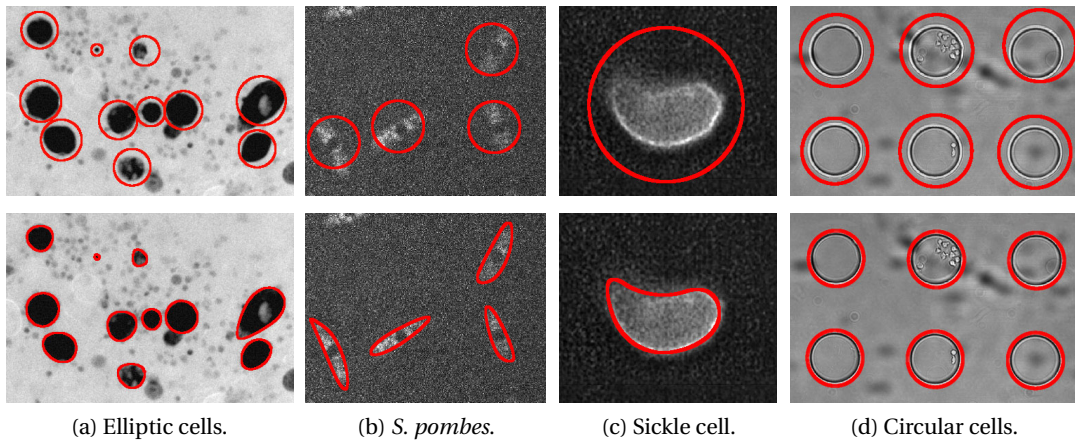 (a) Elliptic cells.
(b) S. pombes.
(c) Sickle cell.
(d) Circular cells.